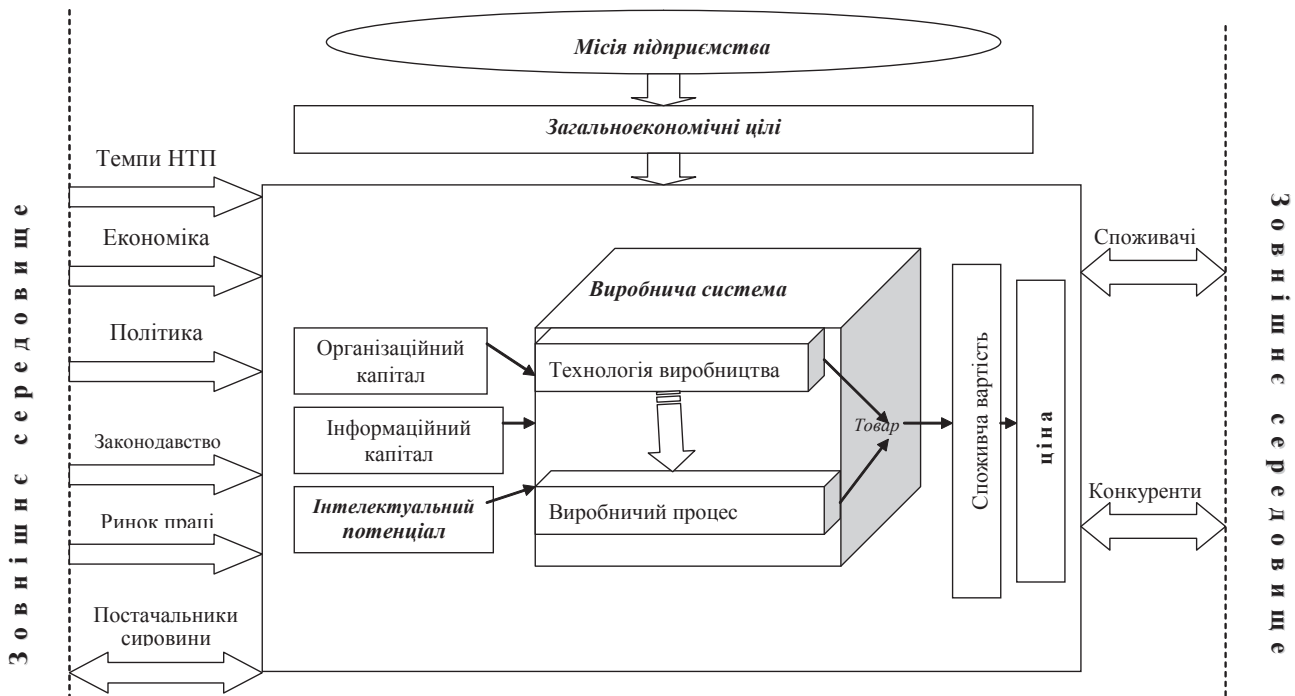 Місія підприємства
Загальноекономічні цілі
Зовнішнє середовище
Темпи НТП
Економіка
Політика
Законодавство
Ринок праці
Постачальники
сировини
Організаційний
капітал
Інформаційний
капітал
Інтелектуальний
потенціал
Виробнича система
Технологія виробництва
Виробничий процес
Товар
Споживча вартість
ціна
Споживачі
Конкуренти
Зовнішнє середовище